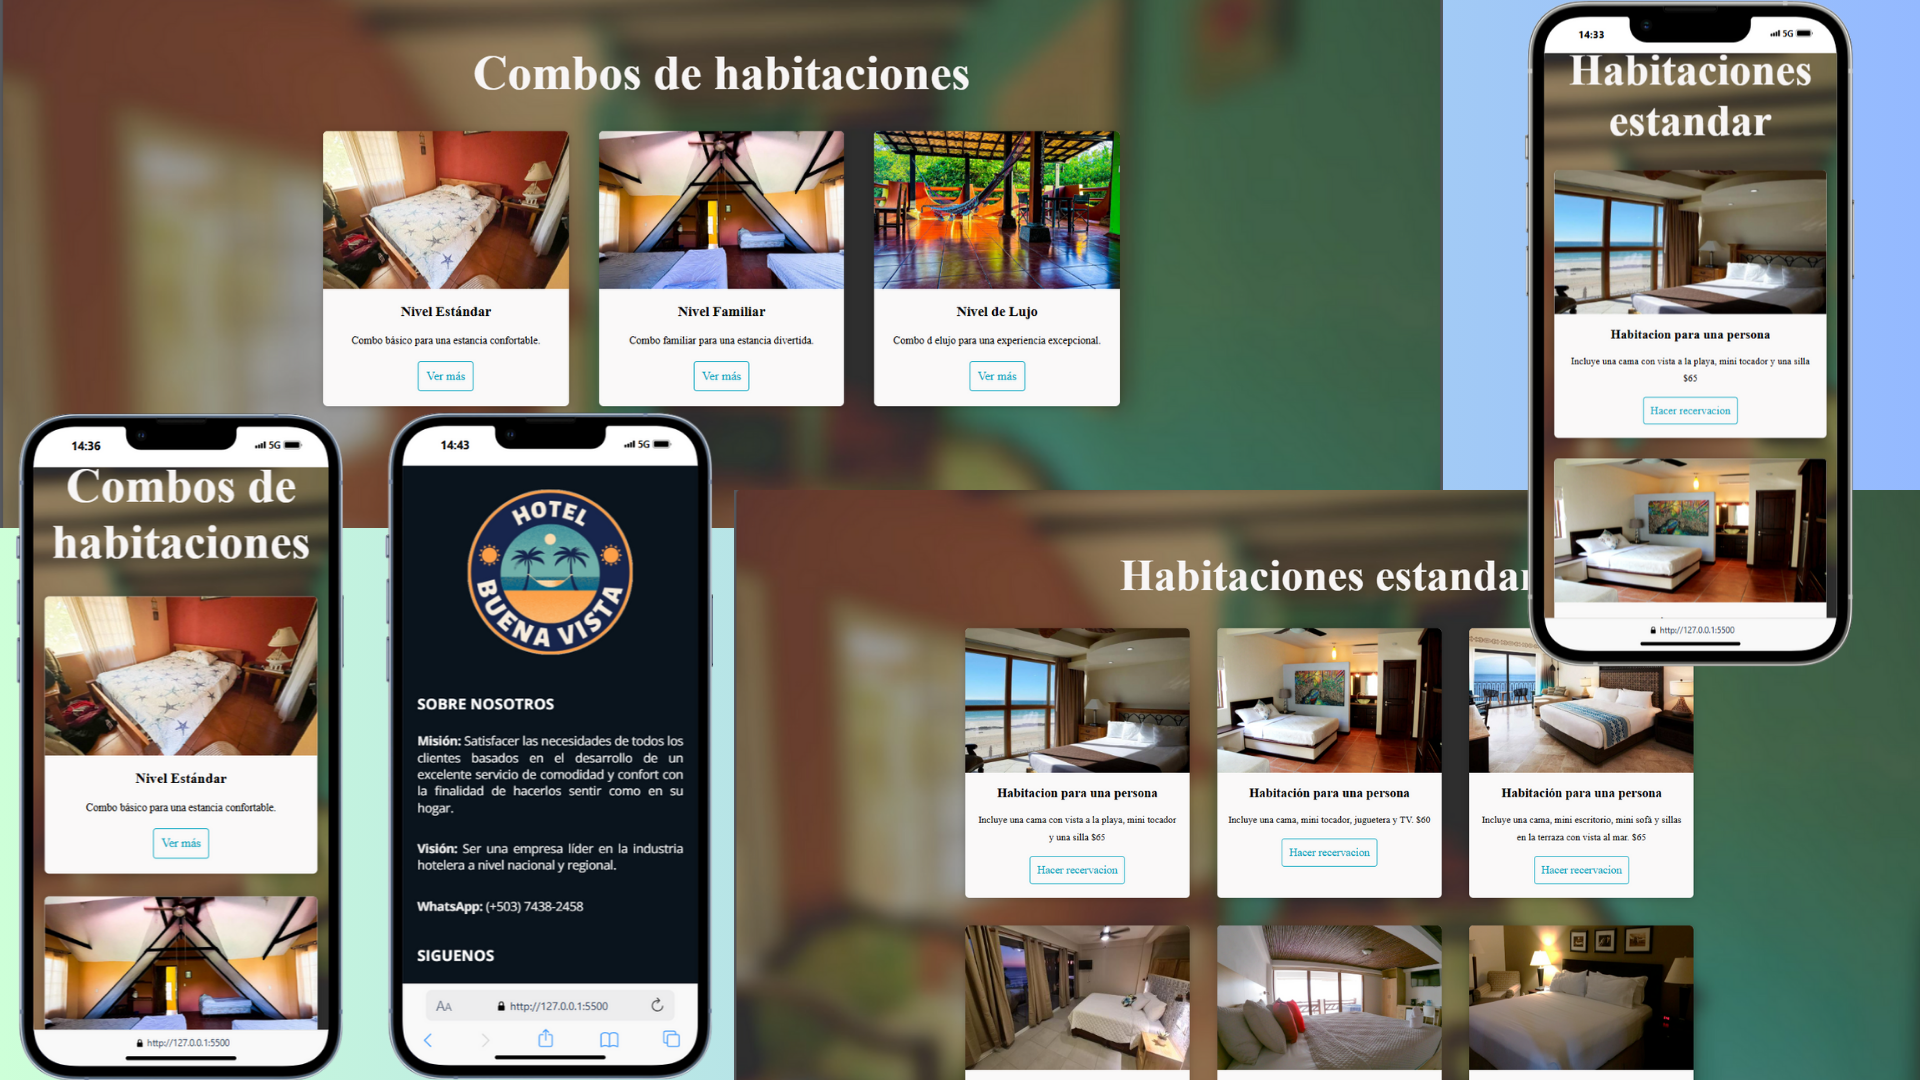 Combos de habitaciones
Nivel Estándar
Combo básico para una estancia confortable.
Ver más
Nivel Familiar
Combo familiar para una estancia divertida.
Ver más
Nivel de Lujo
Combo d elujo para una experiencia excepcional.
Ver más
14:33
5G
Habitaciones
estandar
Habitacion para una persona
Incluye una cama con vista a la playa, mini tocador y una silla
$65
Hacer recervacion
http://127.0.0.1:5500
14:36
5G
Combos de
habitaciones
Nivel Estándar
Combo básico para una estancia confortable.
Ver más
http://127.0.0.1:5500
14:43
5G
HOTEL
BUENA VISTA
SOBRE NOSOTROS
Misión: Satisfacer las necesidades de todos los
clientes basados en el desarrollo de un
excelente servicio de comodidad y confort con
la finalidad de hacerlos sentir como en su
hogar.
Visión: Ser una empresa líder en la industria
hotelera a nivel nacional y regional.
WhatsApp: (+503) 7438-2458
SIGUENOS
AA
http://127.0.0.1:5500
Habitaciones estandar
Habitacion para una persona
Incluye una cama con vista a la playa, mini tocador
y una silla $65
Hacer recervacion
Habitación para una persona
Incluye una cama, mini tocador, juguetera y TV. $60
Hacer recervacion
Habitación para una persona
Incluye una cama, mini escritorio, mini sofá y sillas
en la terraza con vista al mar. $65
Hacer recervacion